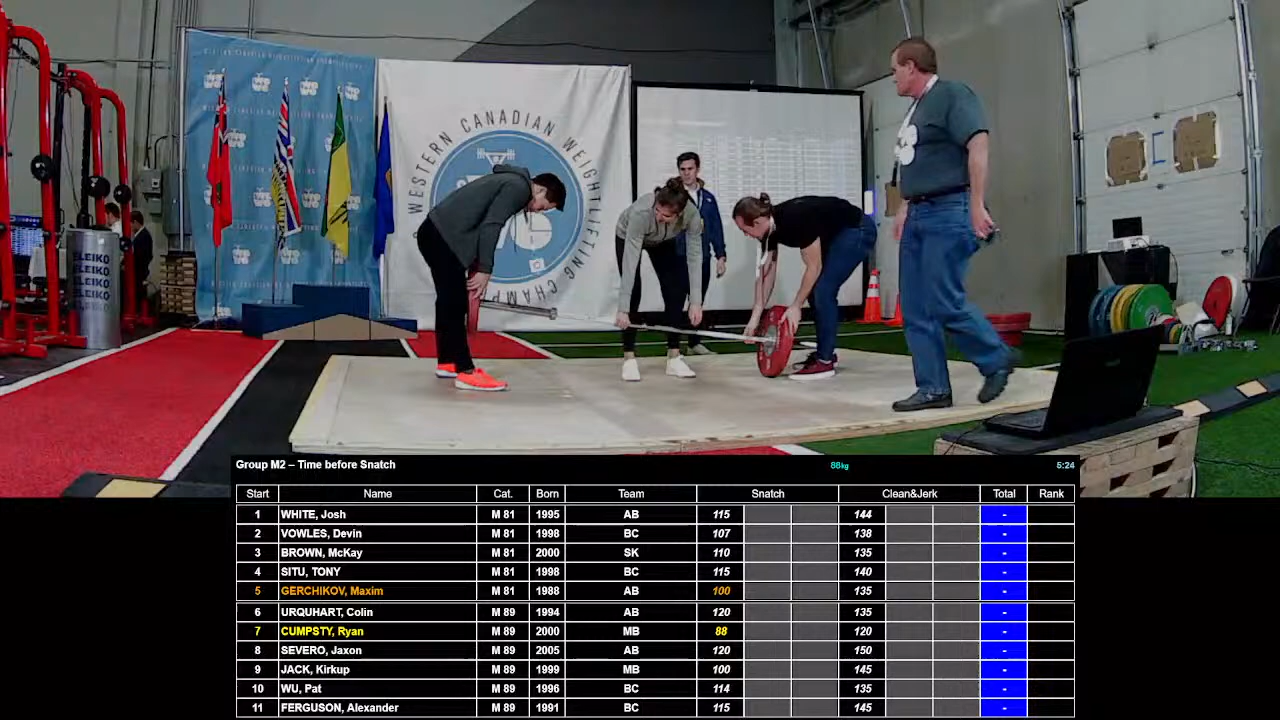 WESTERN CANADIAN WEIGHTLIFTING CHAMP
ELEIKO
ELEIKO
ELEIKO
ELEIKO
Group M2 – Time before Snatch 88kg 5:24
Start Name Cat. Born Team Snatch Clean&Jerk Total Rank
1 WHITE, Josh M 81 1995 AB 115 144 -
2 VOWLES, Devin M 81 1998 BC 107 138 -
3 BROWN, McKay M 81 2000 SK 110 135 -
4 SITU, TONY M 81 1998 BC 115 140 -
5 GERCHIKOV, Maxim M 81 1988 AB 100 135 -
6 URQUHART, Colin M 89 1994 AB 120 135 -
7 CUMPSTY, Ryan M 89 2000 MB 88 120 -
8 SEVERO, Jaxon M 89 2005 AB 120 150 -
9 JACK, Kirkup M 89 1999 MB 100 145 -
10 WU, Pat M 89 1996 BC 114 135 -
11 FERGUSON, Alexander M 89 1991 BC 115 145 -